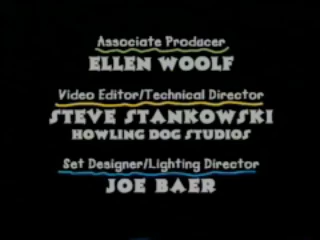 Associate Producer
ELLEN WOOLF
Video Editor/Technical Director
STEVE STANKOWSKI
HOWLING DOG STUDIOS
Set Designer/Lighting Director
JOE BAER